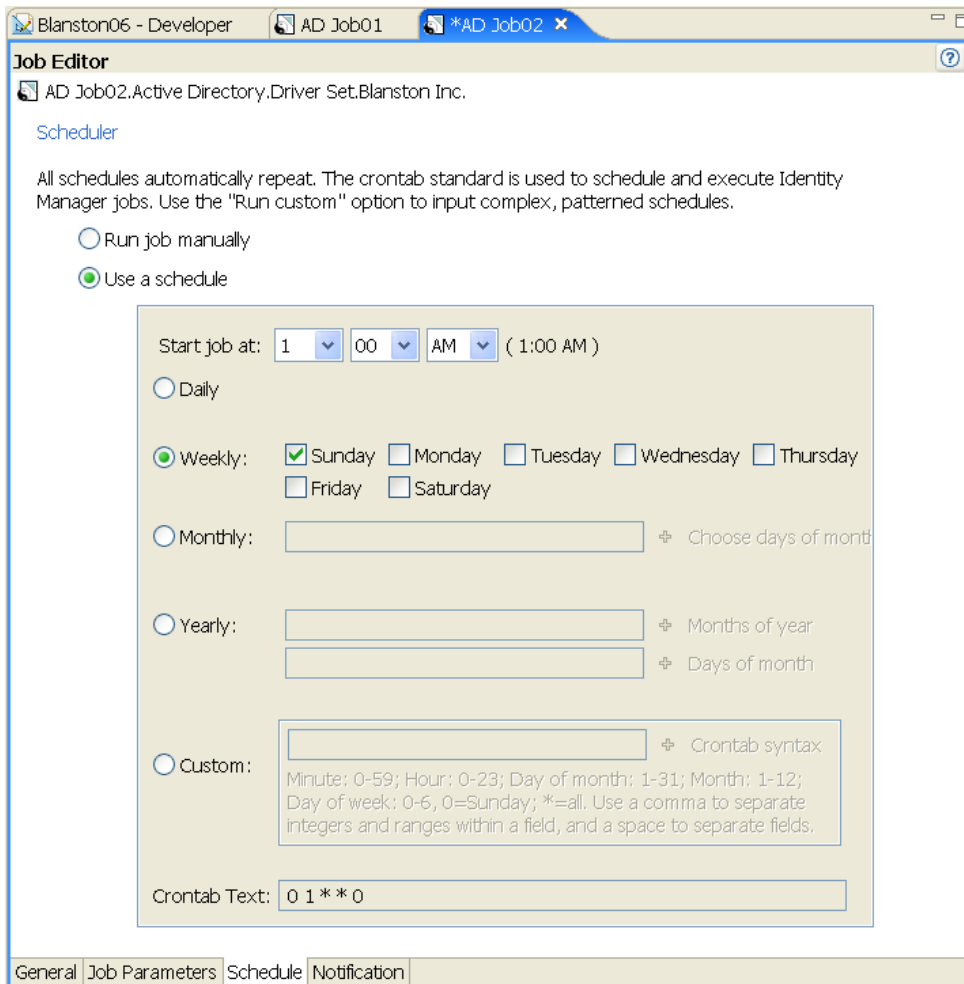 Blanston06 - Developer AD Job01 *AD Job02
Job Editor
AD Job02.Active Directory.Driver Set.Blanston Inc.
Scheduler
All schedules automatically repeat. The crontab standard is used to schedule and execute Identity
Manager jobs. Use the "Run custom" option to input complex, patterned schedules.
Run job manually
Use a schedule
Start job at: 1 00 AM ( 1:00 AM )
Daily
Weekly: Sunday Monday Tuesday Wednesday Thursday
Friday Saturday
Monthly: Choose days of mont
Yearly: Months of year
Days of month
Crontab syntax
Custom:
Minute: 0-59; Hour: 0-23; Day of month: 1-31; Month: 1-12;
Day of week: 0-6, 0=Sunday; *=all. Use a comma to separate
integers and ranges within a field, and a space to separate fields.
Crontab Text: 0 1 * * 0
General Job Parameters Schedule Notification